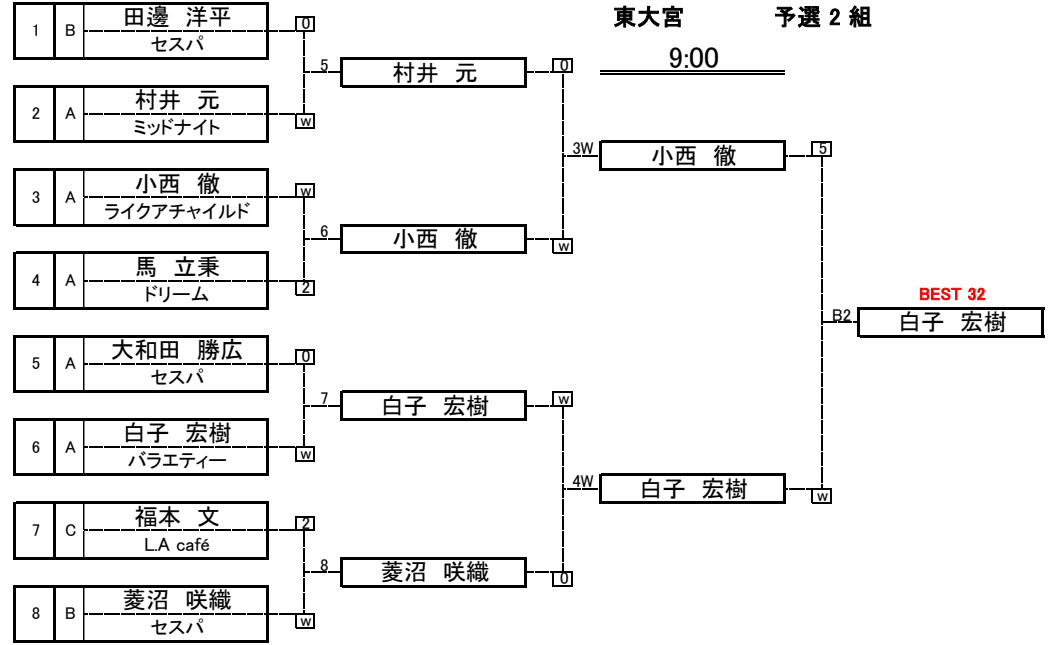 東大宮 予選 2 組
9:00
1 B 田邊 洋平 0
セスパ
5 村井 元 0
2 A 村井 元 w
ミッドナイト
3W 小西 徹 5
3 A 小西 徹 w
ライクアチャイルド
6 小西 徹 w
4 A 馬 立秉 2
ドリーム
BEST 32
B2 白子 宏樹
5 A 大和田 勝広 0
セスパ
7 白子 宏樹 w
6 A 白子 宏樹 w
バラエティー
4W 白子 宏樹 w
7 C 福本 文 2
L.A café
8 菱沼 咲織 0
8 B 菱沼 咲織 w
セスパ